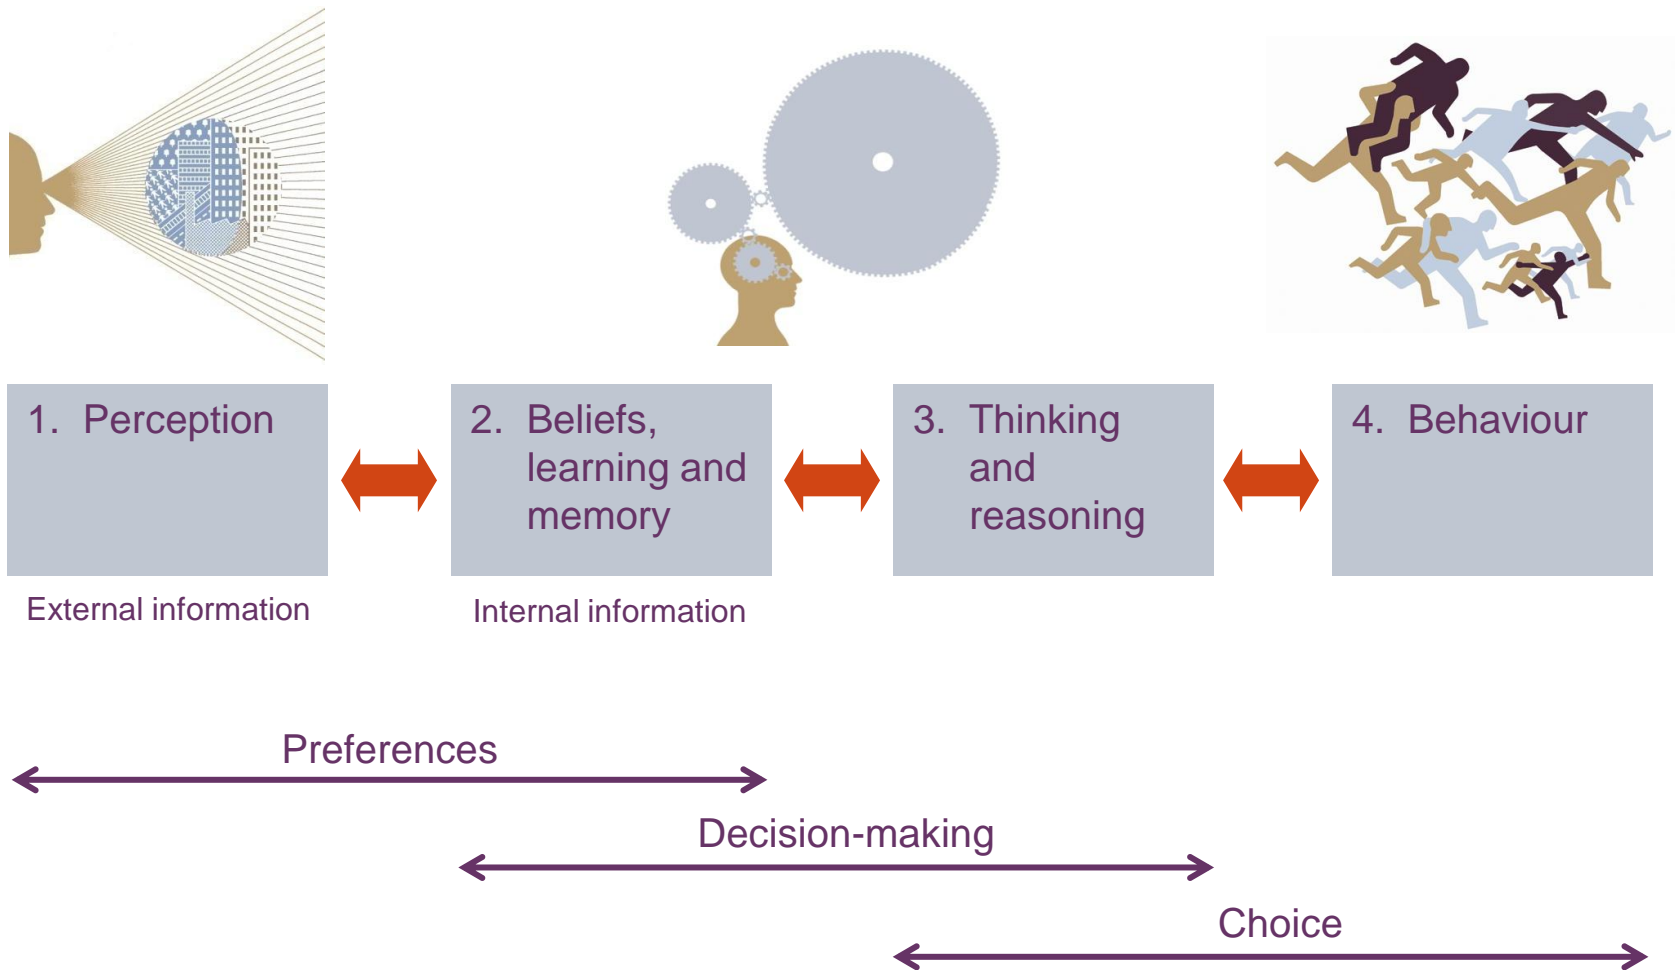 1. Perception
2. Beliefs,
learning and
memory
3. Thinking
and
reasoning
4. Behaviour
External information
Internal information
Preferences
Decision-making
Choice